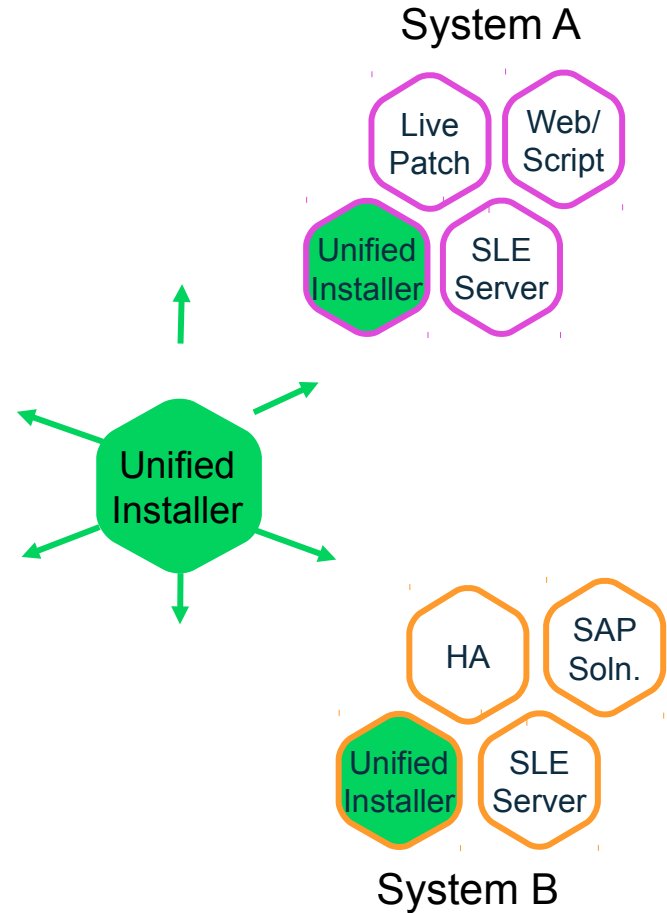 System A
Live
Patch
Web/
Script
Unified
Installer
SLE
Server
Unified
Installer
HA
SAP
Soln.
Unified
Installer
SLE
Server
System B